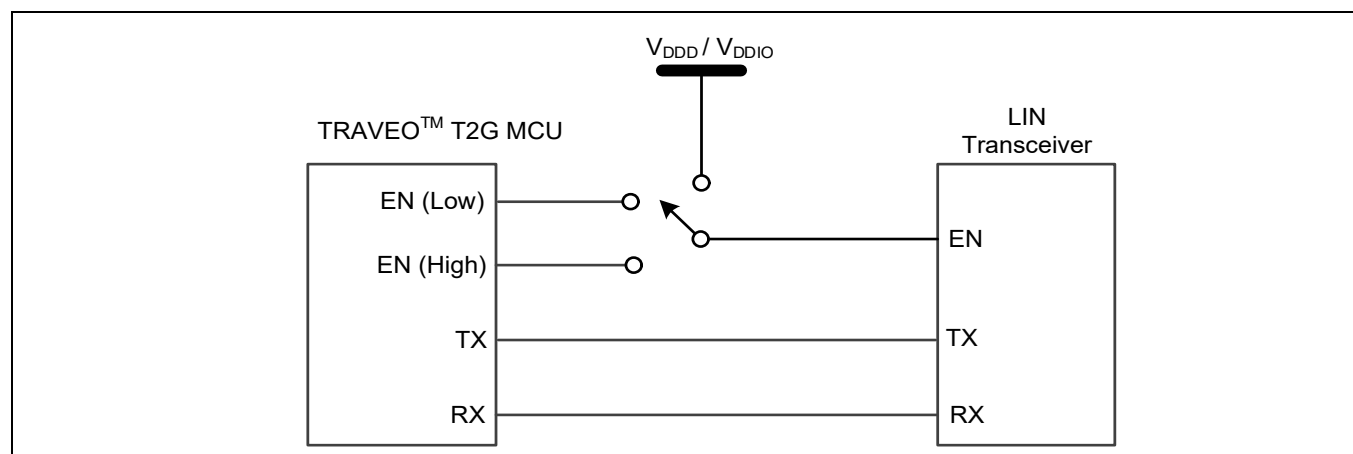 VDDD / VDDIO
TRAVEO™ T2G MCU
LIN
Transceiver
EN (Low)
EN (High)
EN
TX
TX
RX
RX